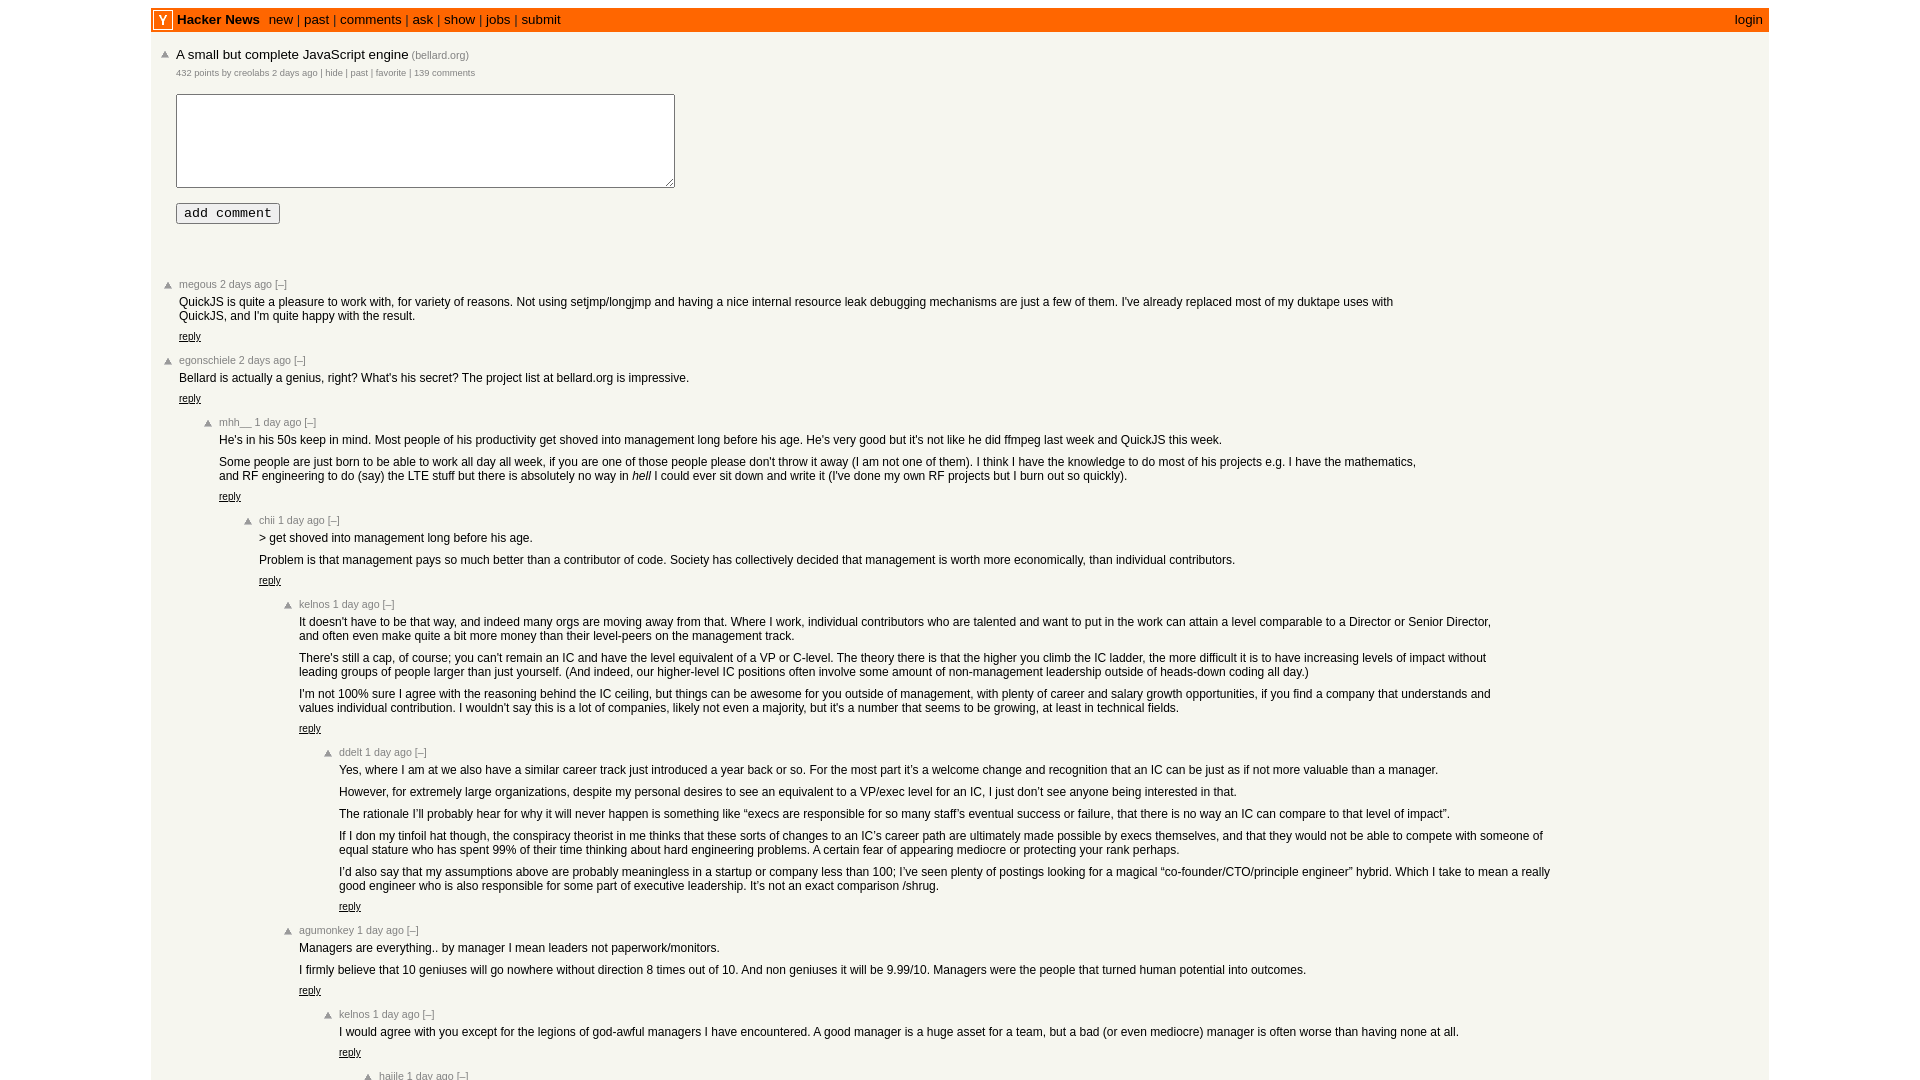 Y Hacker News new | past | comments | ask | show | jobs | submit login
A small but complete JavaScript engine (bellard.org)
432 points by creolabs 2 days ago | hide | past | favorite | 139 comments
add comment
megous 2 days ago [–]
QuickJS is quite a pleasure to work with, for variety of reasons. Not using setjmp/longjmp and having a nice internal resource leak debugging mechanisms are just a few of them. I've already replaced most of my duktape uses with
QuickJS, and I'm quite happy with the result.
reply
egonschiele 2 days ago [–]
Bellard is actually a genius, right? What's his secret? The project list at bellard.org is impressive.
reply
mhh__ 1 day ago [–]
He's in his 50s keep in mind. Most people of his productivity get shoved into management long before his age. He's very good but it's not like he did ffmpeg last week and QuickJS this week.
Some people are just born to be able to work all day all week, if you are one of those people please don't throw it away (I am not one of them). I think I have the knowledge to do most of his projects e.g. I have the mathematics,
and RF engineering to do (say) the LTE stuff but there is absolutely no way in hell I could ever sit down and write it (I've done my own RF projects but I burn out so quickly).
reply
chii 1 day ago [–]
> get shoved into management long before his age.
Problem is that management pays so much better than a contributor of code. Society has collectively decided that management is worth more economically, than individual contributors.
reply
kelnos 1 day ago [–]
It doesn't have to be that way, and indeed many orgs are moving away from that. Where I work, individual contributors who are talented and want to put in the work can attain a level comparable to a Director or Senior Director,
and often even make quite a bit more money than their level-peers on the management track.
There's still a cap, of course; you can't remain an IC and have the level equivalent of a VP or C-level. The theory there is that the higher you climb the IC ladder, the more difficult it is to have increasing levels of impact without
leading groups of people larger than just yourself. (And indeed, our higher-level IC positions often involve some amount of non-management leadership outside of heads-down coding all day.)
I'm not 100% sure I agree with the reasoning behind the IC ceiling, but things can be awesome for you outside of management, with plenty of career and salary growth opportunities, if you find a company that understands and
values individual contribution. I wouldn't say this is a lot of companies, likely not even a majority, but it's a number that seems to be growing, at least in technical fields.
reply
ddelt 1 day ago [–]
Yes, where I am at we also have a similar career track just introduced a year back or so. For the most part it’s a welcome change and recognition that an IC can be just as if not more valuable than a manager.
However, for extremely large organizations, despite my personal desires to see an equivalent to a VP/exec level for an IC, I just don’t see anyone being interested in that.
The rationale I’ll probably hear for why it will never happen is something like “execs are responsible for so many staff’s eventual success or failure, that there is no way an IC can compare to that level of impact”.
If I don my tinfoil hat though, the conspiracy theorist in me thinks that these sorts of changes to an IC’s career path are ultimately made possible by execs themselves, and that they would not be able to compete with someone of
equal stature who has spent 99% of their time thinking about hard engineering problems. A certain fear of appearing mediocre or protecting your rank perhaps.
I’d also say that my assumptions above are probably meaningless in a startup or company less than 100; I’ve seen plenty of postings looking for a magical “co-founder/CTO/principle engineer” hybrid. Which I take to mean a really
good engineer who is also responsible for some part of executive leadership. It’s not an exact comparison /shrug.
reply
agumonkey 1 day ago [–]
Managers are everything.. by manager I mean leaders not paperwork/monitors.
I firmly believe that 10 geniuses will go nowhere without direction 8 times out of 10. And non geniuses it will be 9.99/10. Managers were the people that turned human potential into outcomes.
reply
kelnos 1 day ago [–]
I would agree with you except for the legions of god-awful managers I have encountered. A good manager is a huge asset for a team, but a bad (or even mediocre) manager is often worse than having none at all.
reply
hajile 1 day ago [–]